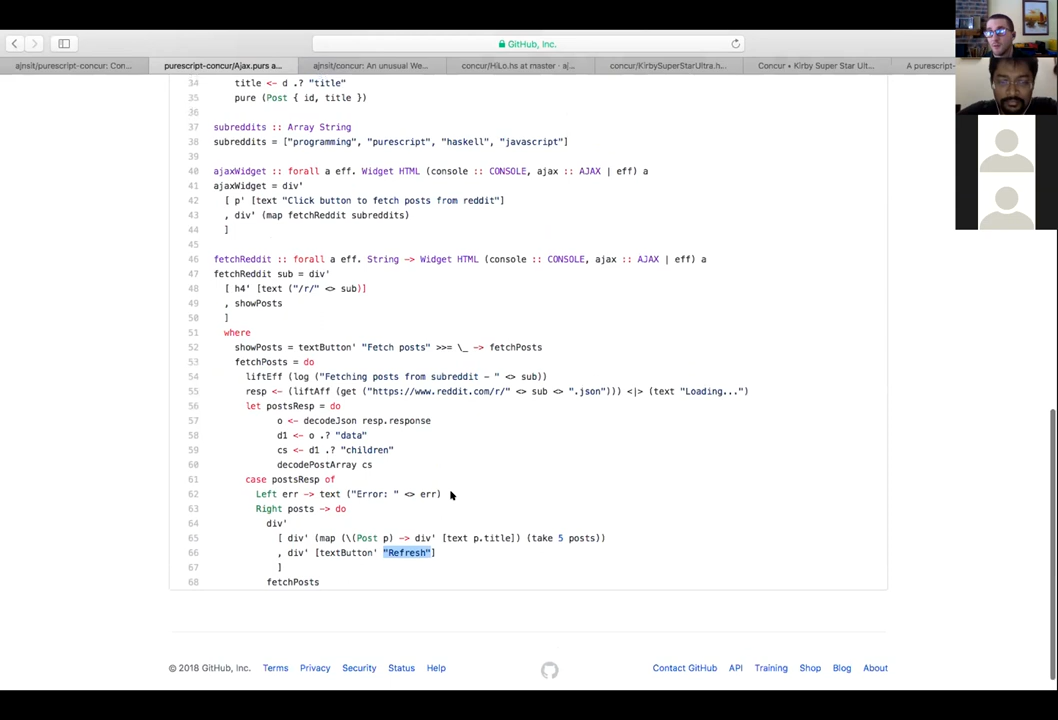 GitHub, Inc.
ajnsit/purescript-concur: Con...
purescript-concur/Ajax.purs a...
ajnsit/concur: An unusual We...
concur/HiLo.hs at master · aj...
concur/KirbySuperStarUltra.h...
Concur • Kirby Super Star Ult...
A purescript-
34 title <- d .? "title"
35 pure (Post { id, title })
36
37 subreddits :: Array String
38 subreddits = ["programming", "purescript", "haskell", "javascript"]
39
40 ajaxWidget :: forall a eff. Widget HTML (console :: CONSOLE, ajax :: AJAX | eff) a
41 ajaxWidget = div'
42 [ p' [text "Click button to fetch posts from reddit"]
43 , div' (map fetchReddit subreddits)
44 ]
45
46 fetchReddit :: forall a eff. String -> Widget HTML (console :: CONSOLE, ajax :: AJAX | eff) a
47 fetchReddit sub = div'
48 [ h4' [text ("/r/" <> sub)]
49 , showPosts
50 ]
51 where
52 showPosts = textButton' "Fetch posts" >>= \_ -> fetchPosts
53 fetchPosts = do
54 liftEff (log ("Fetching posts from subreddit - " <> sub))
55 resp <- (liftAff (get ("https://www.reddit.com/r/" <> sub <> ".json"))) <|> (text "Loading...")
56 let postsResp = do
57 o <- decodeJson resp.response
58 d1 <- o .? "data"
59 cs <- d1 .? "children"
60 decodePostArray cs
61 case postsResp of
62 Left err -> text ("Error: " <> err)
63 Right posts -> do
64 div'
65 [ div' (map (\(Post p) -> div' [text p.title]) (take 5 posts))
66 , div' [textButton' "Refresh"]
67 ]
68 fetchPosts
© 2018 GitHub, Inc. Terms Privacy Security Status Help
Contact GitHub API Training Shop Blog About